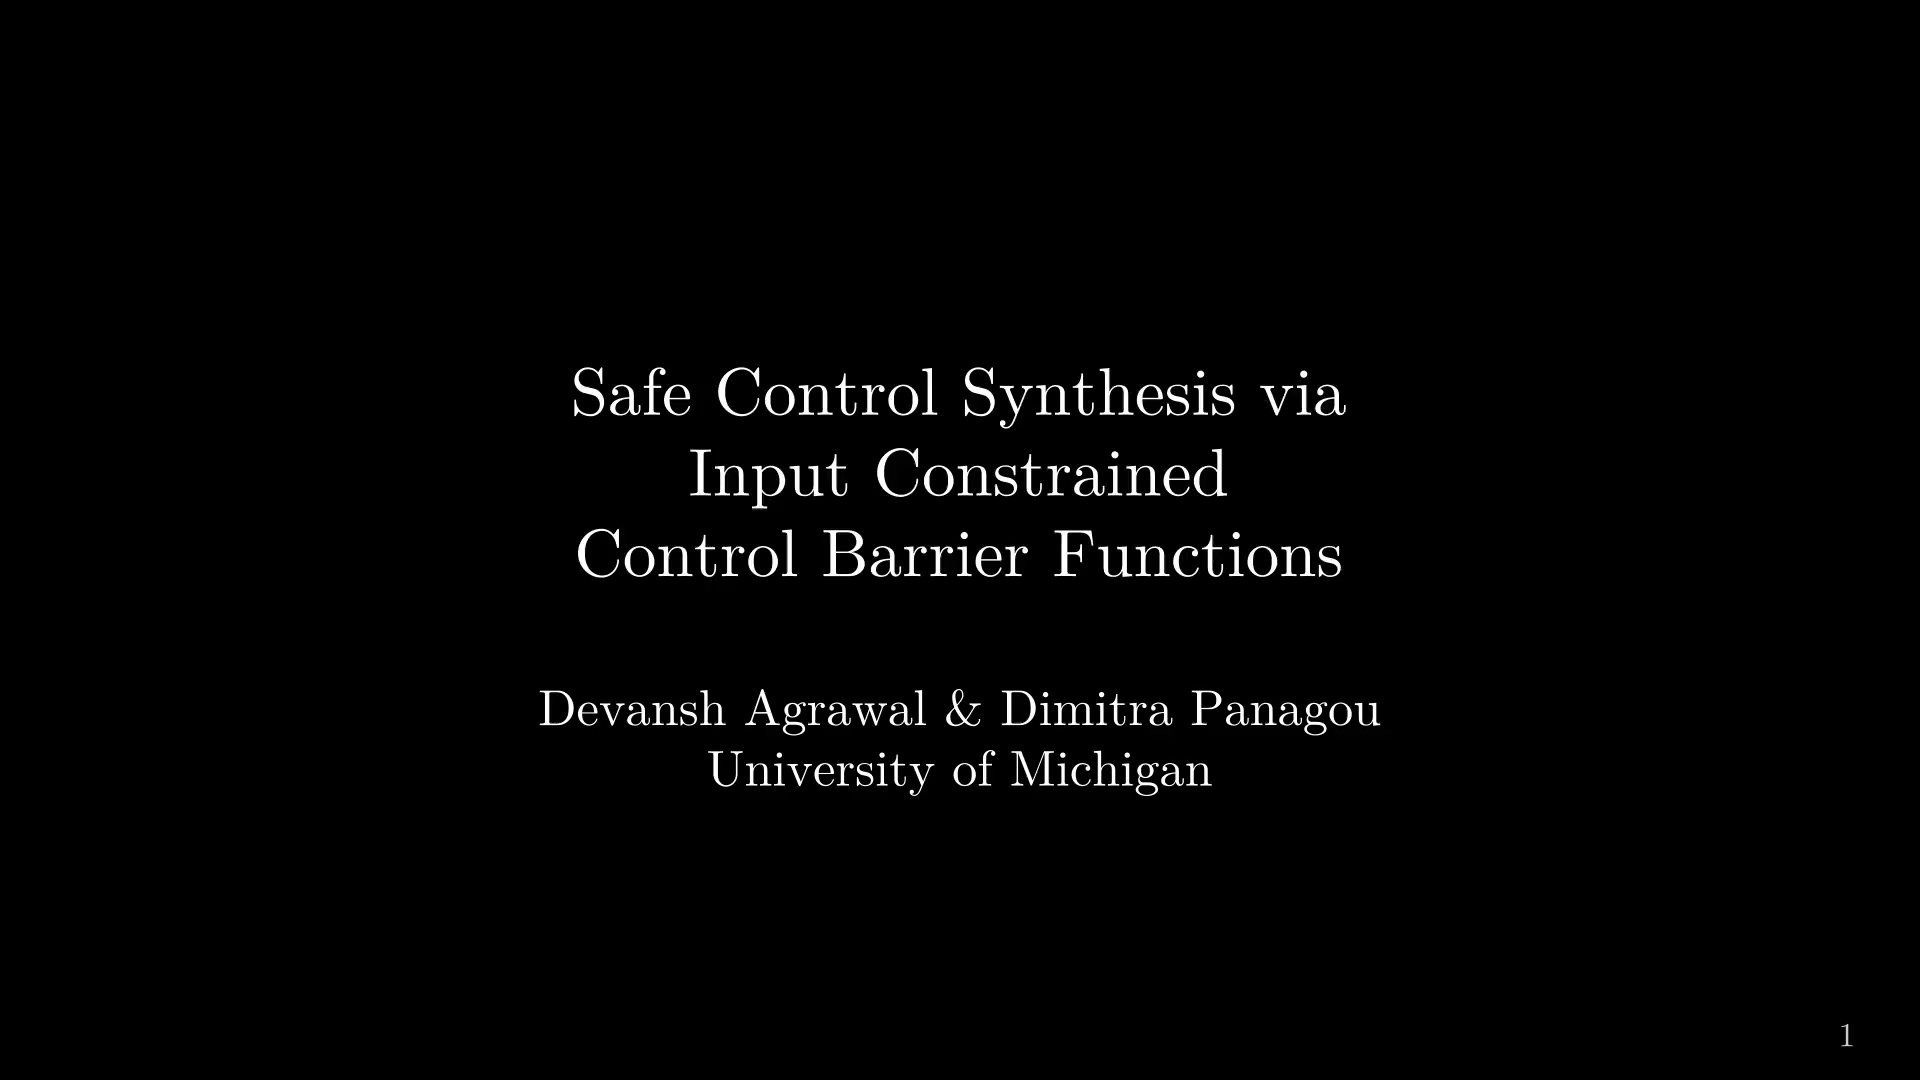 Safe Control Synthesis via
Input Constrained
Control Barrier Functions
Devansh Agrawal & Dimitra Panagou
University of Michigan
1